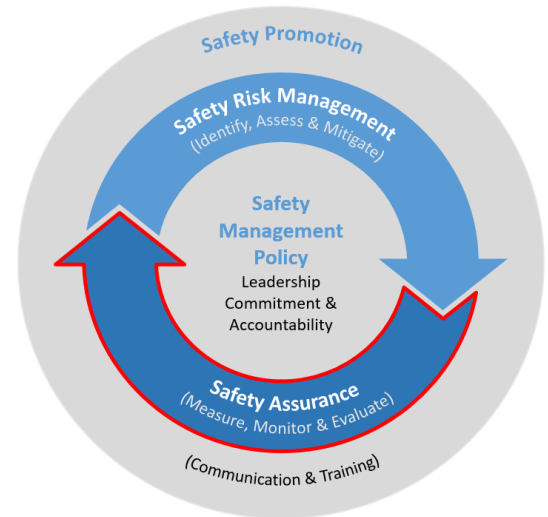 Safety Promotion
Safety Risk Management
(Identify, Assess & Mitigate)
Safety
Management
Policy
Leadership
Commitment &
Accountability
Safety Assurance
(Measure, Monitor & Evaluate)
(Communication & Training)